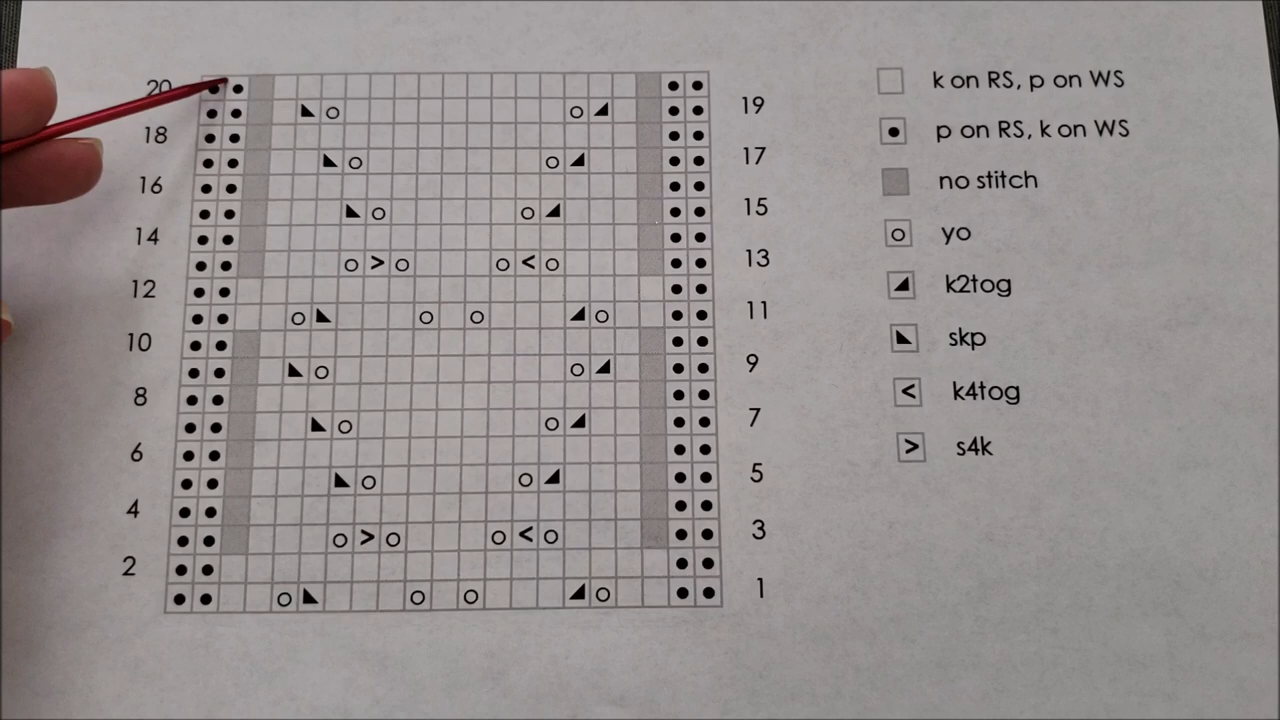 20
19
18
17
16
15
14
13
12
11
10
9
8
7
6
5
4
3
2
1
k on RS, p on WS
p on RS, k on WS
no stitch
yo
k2tog
skp
< k4tog
> s4k